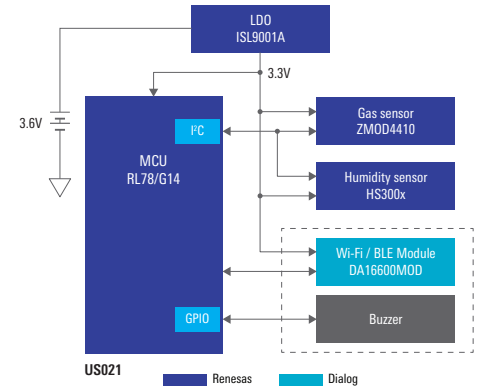 LDO
ISL9001A
3.3V
3.6V
I²C
MCU
RL78/G14
Gas sensor
ZMOD4410
Humidity sensor
HS300x
Wi-Fi / BLE Module
DA16600MOD
GPIO
Buzzer
US021
Renesas
Dialog